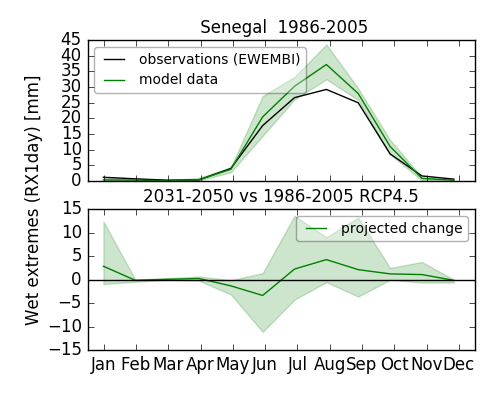 Senegal 1986-2005
Wet extremes (RX1day) [mm]
45
40
35
30
25
20
15
10
5
0
observations (EWEMBI)
model data
2031-2050 vs 1986-2005 RCP4.5
15
10
5
0
−5
−10
−15
projected change
Jan Feb Mar Apr May Jun Jul Aug Sep Oct Nov Dec